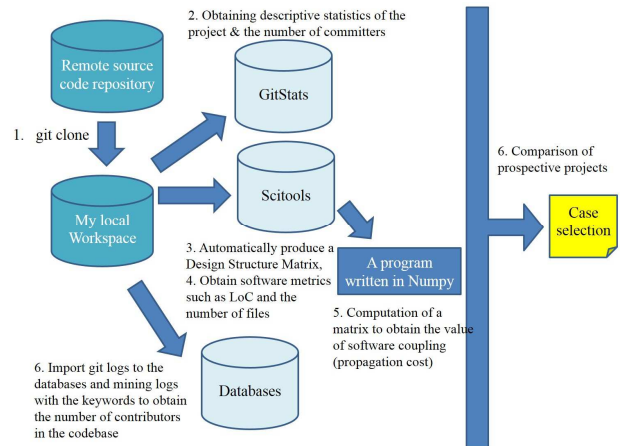 2. Obtaining descriptive statistics of the
project & the number of committers
Remote source
code repository
GitStats
1. git clone
6. Comparison of
prospective projects
Scitools
My local
Workspace
Case
selection
3. Automatically produce a
Design Structure Matrix,
4. Obtain software metrics
such as LoC and the
number of files
A program
written in Numpy
5. Computation of a
matrix to obtain the value
of software coupling
(propagation cost)
6. Import git logs to the
databases and mining logs
with the keywords to obtain
the number of contributors
in the codebase
Databases